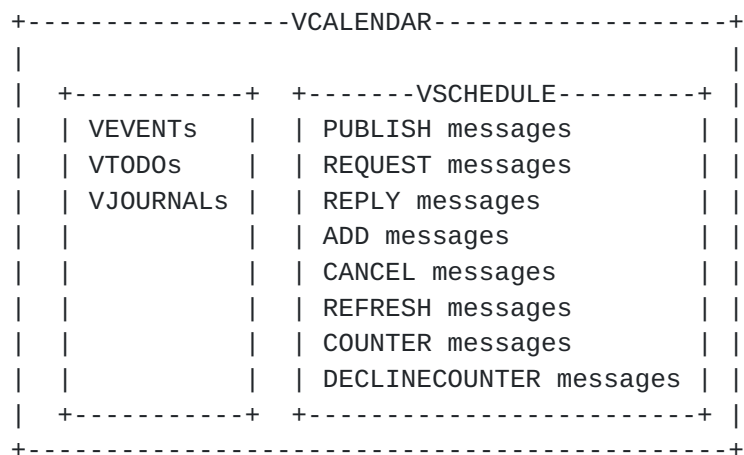 +-----------------VCALENDAR-------------------+
|                                             |
|  +-----------+  +-------VSCHEDULE---------+ |
|  | VEVENTs   |  | PUBLISH messages        | |
|  | VTODOs    |  | REQUEST messages        | |
|  | VJOURNALs |  | REPLY messages          | |
|  |           |  | ADD messages            | |
|  |           |  | CANCEL messages         | |
|  |           |  | REFRESH messages        | |
|  |           |  | COUNTER messages        | |
|  |           |  | DECLINECOUNTER messages | |
|  +-----------+  +-------------------------+ |
+---------------------------------------------+